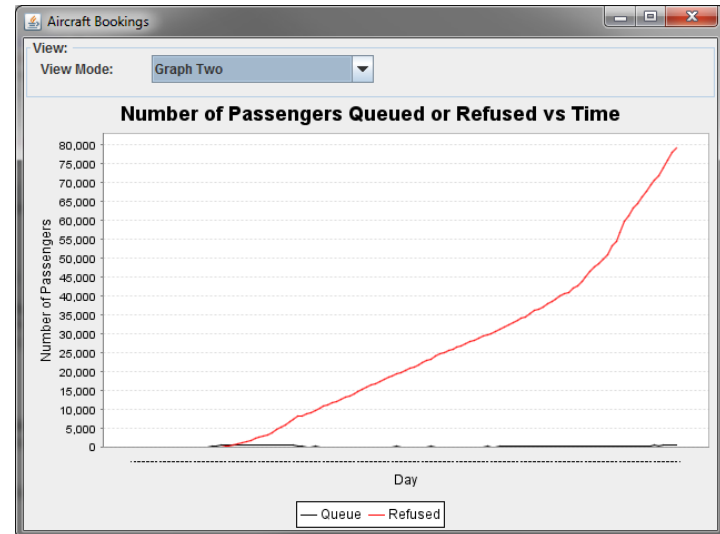 Aircraft Bookings
View:
View Mode: Graph Two
Number of Passengers Queued or Refused vs Time
80,000
75,000
70,000
65,000
60,000
55,000
50,000
45,000
40,000
35,000
30,000
25,000
20,000
15,000
10,000
5,000
0
Number of Passengers
Day
Queue Refused